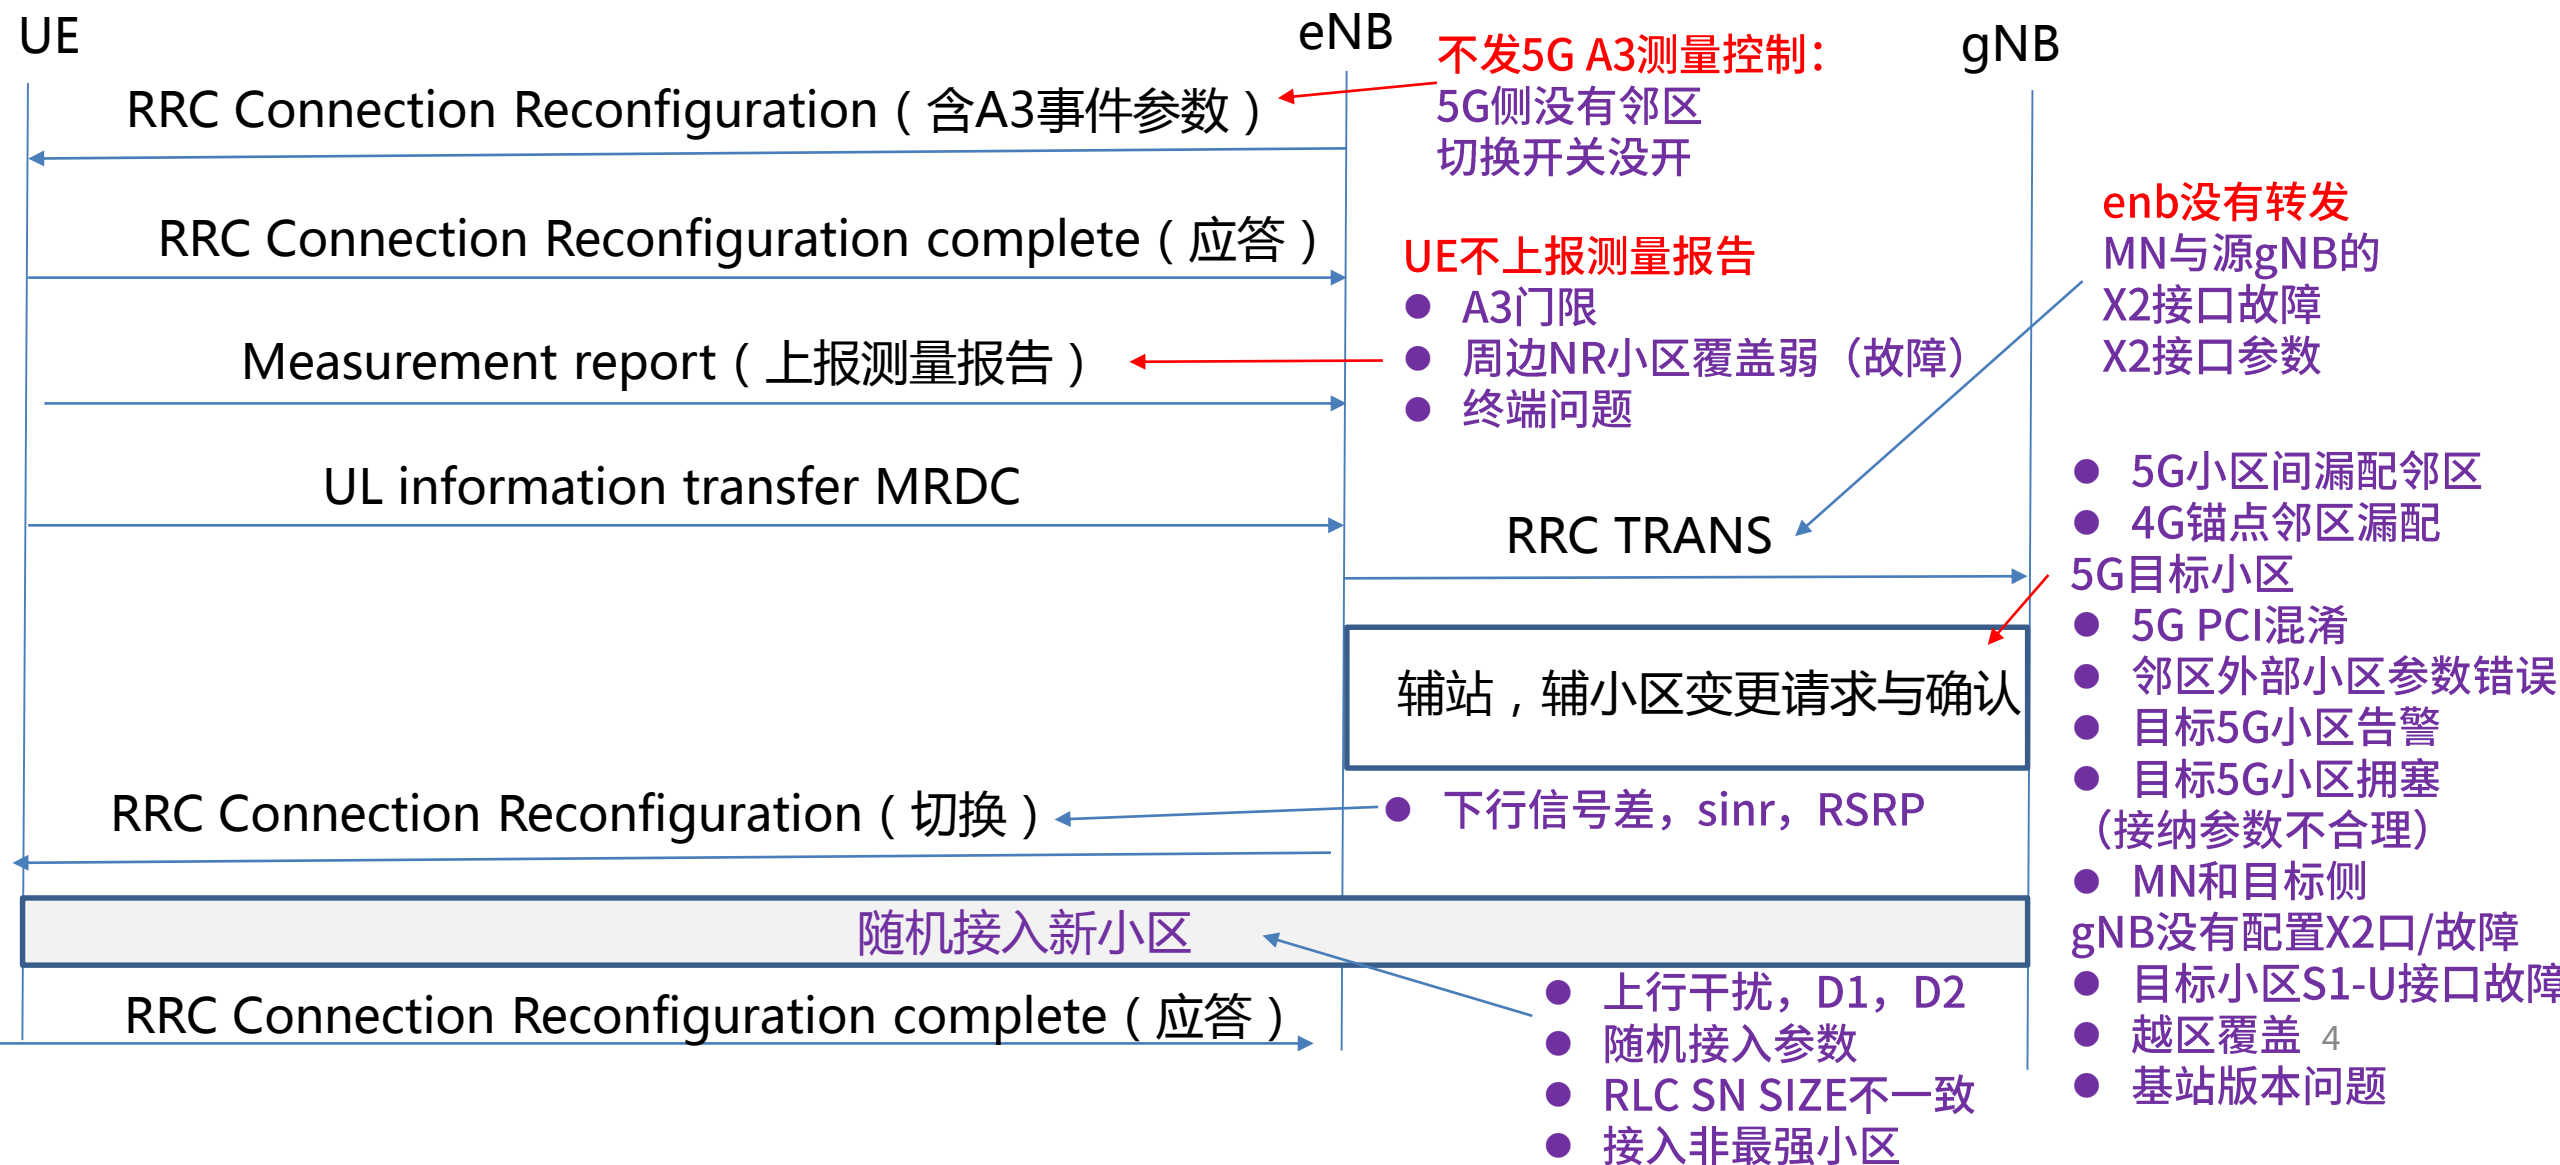 UE
eNB
gNB
RRC Connection Reconfiguration（含A3事件参数）
不发5G A3测量控制：
5G侧没有邻区
切换开关没开
RRC Connection Reconfiguration complete（应答）
UE不上报测量报告
● A3门限
● 周边NR小区覆盖弱（故障）
● 终端问题
Measurement report（上报测量报告）
enb没有转发
MN与源gNB的
X2接口故障
X2接口参数
UL information transfer MRDC
RRC TRANS
● 5G小区间漏配邻区
● 4G锚点邻区漏配
5G目标小区
● 5G PCI混淆
● 邻区外部小区参数错误
● 目标5G小区告警
● 目标5G小区拥塞
（接纳参数不合理）
● MN和目标侧
gNB没有配置X2口/故障
● 目标小区S1-U接口故障
● 越区覆盖
● 基站版本问题
4
辅站，辅小区变更请求与确认
RRC Connection Reconfiguration（切换）
● 下行信号差，sinr，RSRP
随机接入新小区
● 上行干扰，D1，D2
● 随机接入参数
● RLC SN SIZE不一致
● 接入非最强小区
RRC Connection Reconfiguration complete（应答）